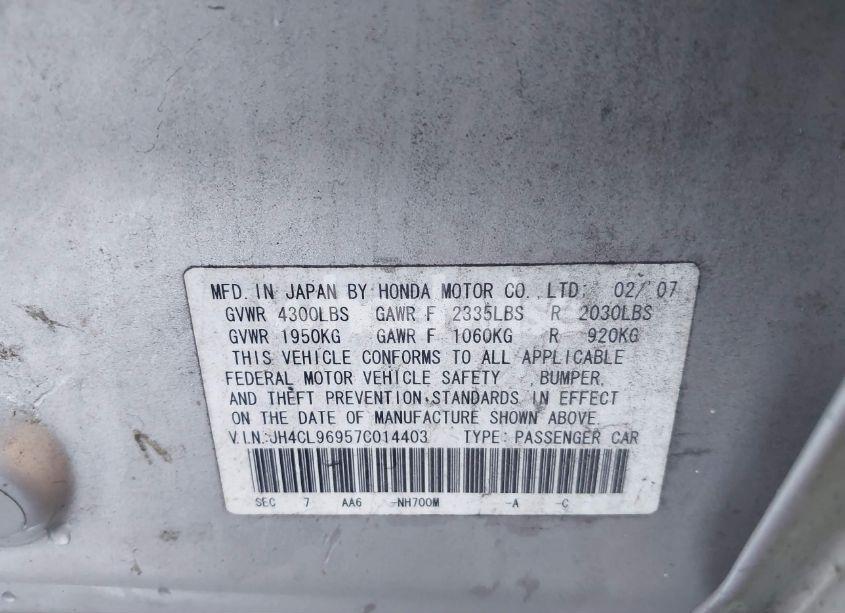 MFD. IN JAPAN BY HONDA MOTOR CO.,LTD. 02/ 07
GVWR 4300LBS GAWR F 2335LBS R 2030LBS
GVWR 1950KG GAWR F 1060KG R 920KG
THIS VEHICLE CONFORMS TO ALL APPLICABLE
FEDERAL MOTOR VEHICLE SAFETY BUMPER,
AND THEFT PREVENTION STANDARDS IN EFFECT
ON THE DATE OF MANUFACTURE SHOWN ABOVE.
V.I.N.:JH4CL96957C014403 TYPE: PASSENGER CAR
SEC 7 AA6 -NH700M -A -C